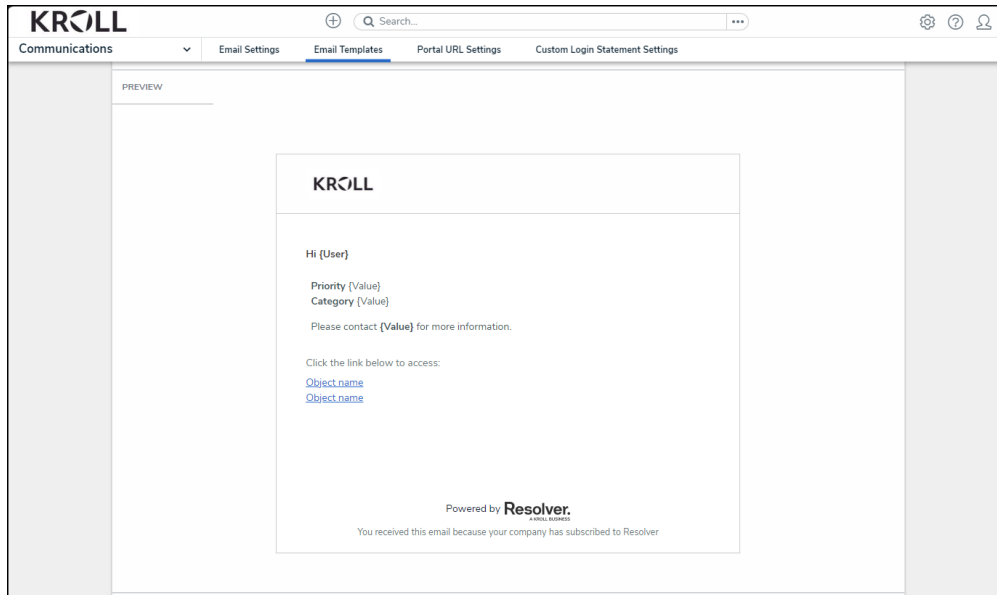 KROLL
Search...
Communications
Email Settings
Email Templates
Portal URL Settings
Custom Login Statement Settings
PREVIEW
KROLL
Hi {User}
Priority {Value}
Category {Value}
Please contact {Value} for more information.
Click the link below to access:
Object name
Object name
Powered by Resolver.
A KROLL BUSINESS
You received this email because your company has subscribed to Resolver